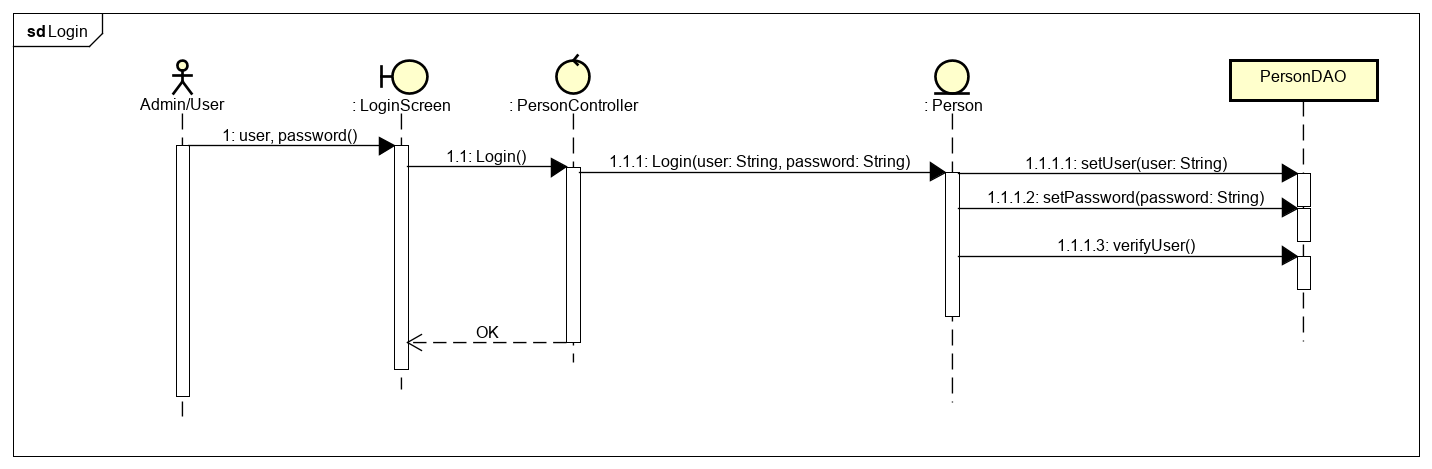 sd Login
Admin/User
: LoginScreen
: PersonController
: Person
PersonDAO
1: user, password()
1.1: Login()
1.1.1: Login(user: String, password: String)
1.1.1.1: setUser(user: String)
1.1.1.2: setPassword(password: String)
1.1.1.3: verifyUser()
OK